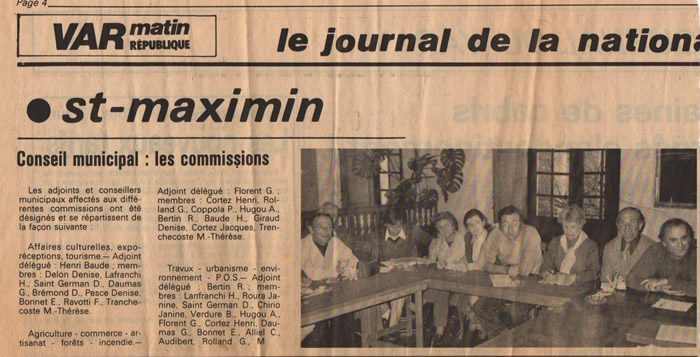 Page 4
VAR matin
RÉPUBLIQUE
le journal de la nationa
● st-maximin
Conseil municipal : les commissions
Les adjoints et conseillers
municipaux affectés aux dif-
férentes commissions ont été
désignés et se répartissent de
la façon suivante :
Affaires culturelles, expo-
réceptions, tourisme.— Adjoint
délégué : Henri Baude ; mem-
bres : Delon Denise, Lafranchi
H., Saint German D., Daumas
G., Brémond D., Pesce Denise,
Bonnet E., Ravotti F., Tranche-
coste M.-Thérèse.
Agriculture - commerce - ar-
tisanat - forêts - incendie.—
Adjoint délégué : Florent G. ;
membres : Cortez Henri, Rol-
land G., Coppola P., Hugou A.,
Bertin R., Baude H., Giraud
Denise, Cortez Jacques, Tren-
checoste M.-Thérèse.
Travux - urbanisme - envi-
ronnement - P.O.S.— Adjoint
délégué : Bertin R. ; mem-
bres : Lanfranchi H., Roura Ja-
nine, Saint German D., Chino
Janine, Verdure B., Hugou A.,
Florent G., Cortez Henri, Dau-
mas G., Bonnet E., Alliel C.,
Audibert, Rolland G., M